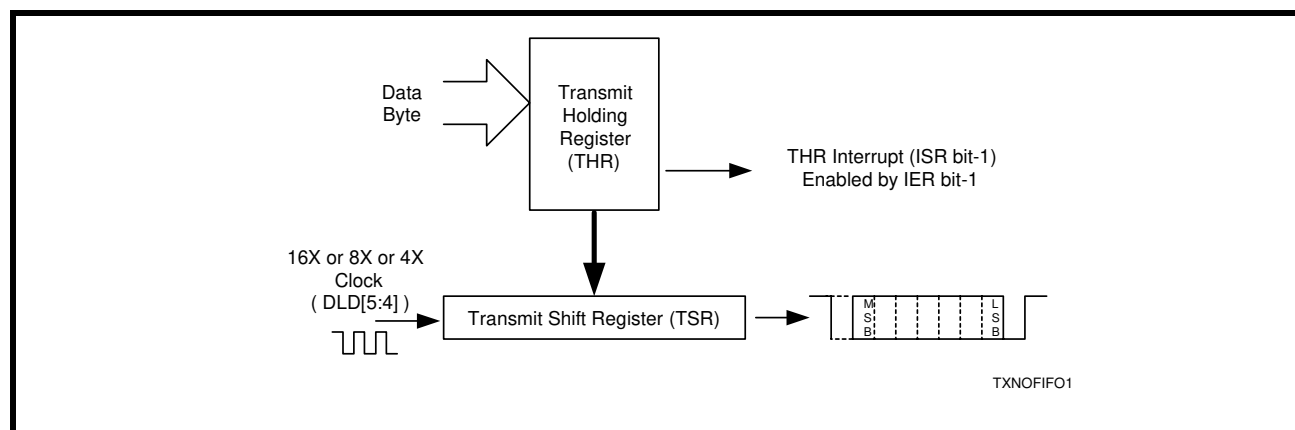 Data
Byte
Transmit
Holding
Register
(THR)
THR Interrupt (ISR bit-1)
Enabled by IER bit-1
16X or 8X or 4X
Clock
( DLD[5:4] )
Transmit Shift Register (TSR)
M
S
B
L
S
B
TXNOFIFO1